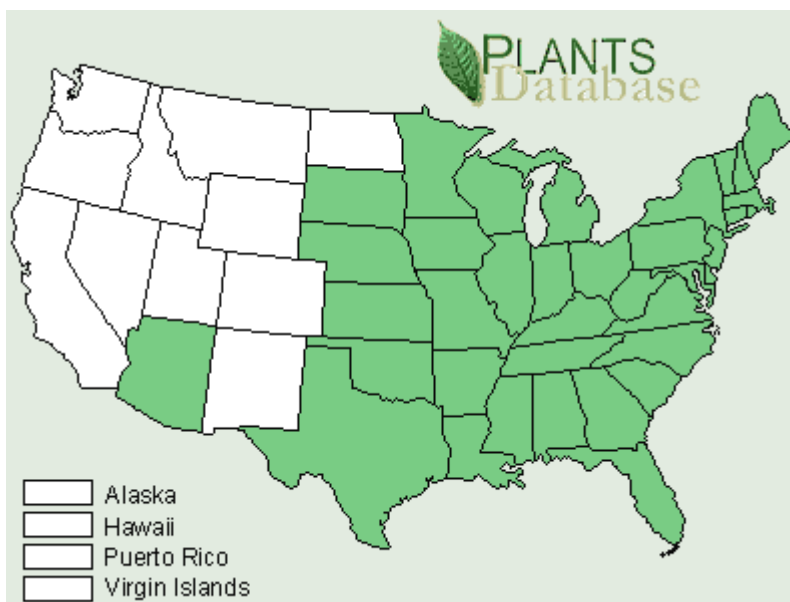 PLANTS
Database
Alaska
Hawaii
Puerto Rico
Virgin Islands